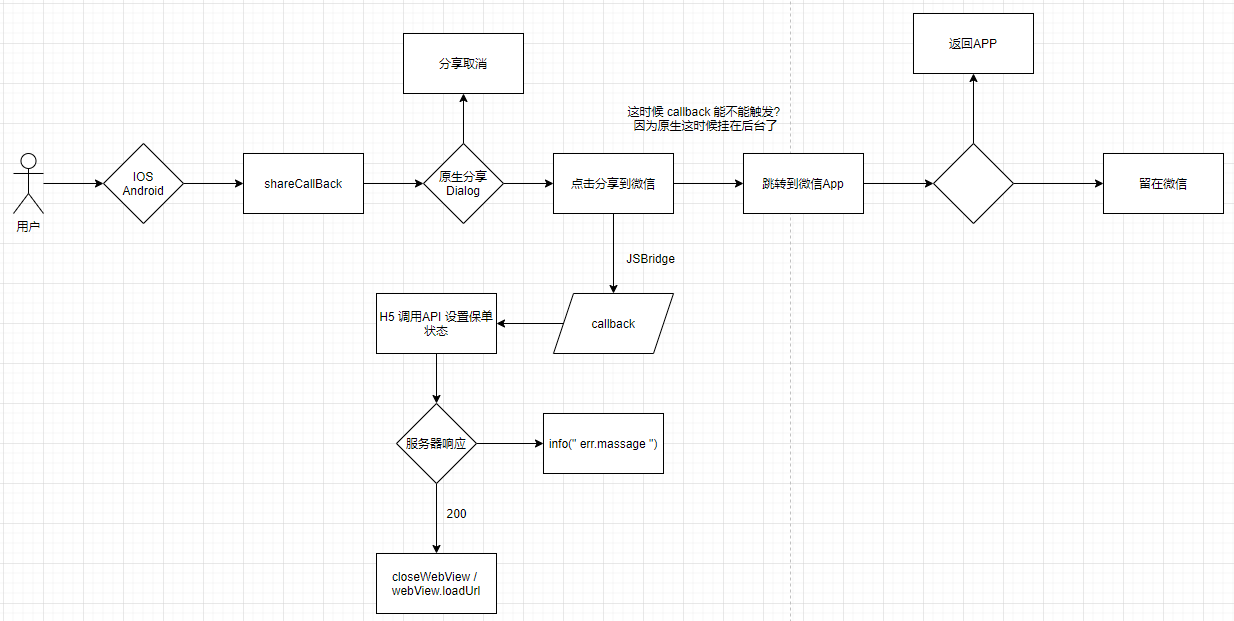 返回APP
分享取消
这时候 callback 能不能触发?
因为原生这时候挂在后台了
IOS
Android
shareCallBack
原生分享
Dialog
点击分享到微信
跳转到微信App
留在微信
用户
JSBridge
H5 调用API 设置保单
状态
callback
服务器响应
info(" err.massage ")
200
closeWebView /
webView.loadUrl